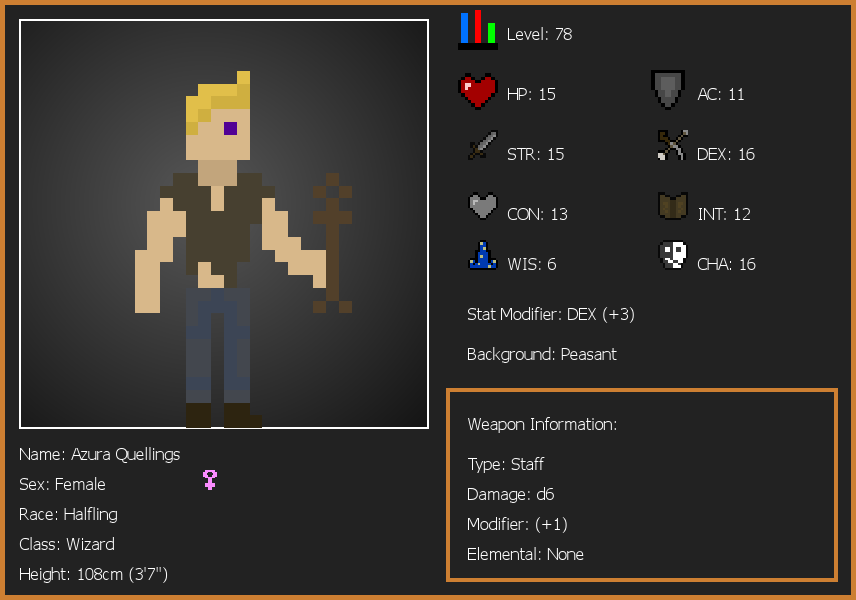 Level: 78
HP: 15
AC: 11
STR: 15
DEX: 16
CON: 13
INT: 12
WIS: 6
CHA: 16
Stat Modifier: DEX (+3)
Background: Peasant
Weapon Information:
Type: Staff
Damage: d6
Modifier: (+1)
Elemental: None
Name: Azura Quellings
Sex: Female
Race: Halfling
Class: Wizard
Height: 108cm (3'7")